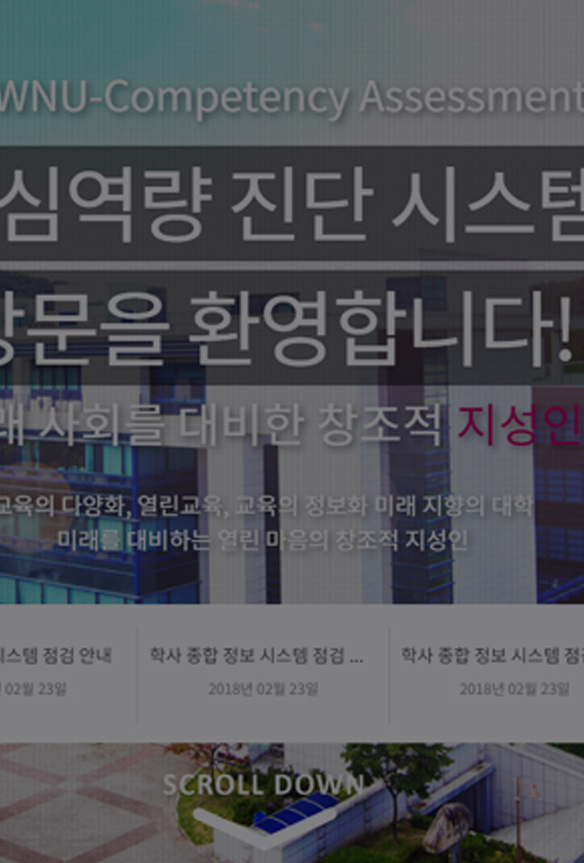 WNU-Competency Assessment
심역량 진단 시스템
문을 환영합니다!
사회를 대비한 창조적 지성인
교육의 다양화, 열린교육, 교육의 정보화 미래 지향의 대학
미래를 대비하는 열린 마음의 창조적 지성인
시스템 점검 안내
학사 종합 정보 시스템 점검 ...
학사 종합 정보 시스템 점검
02월 23일
2018년 02월 23일
2018년 02월 23일
SCROLL DOWN